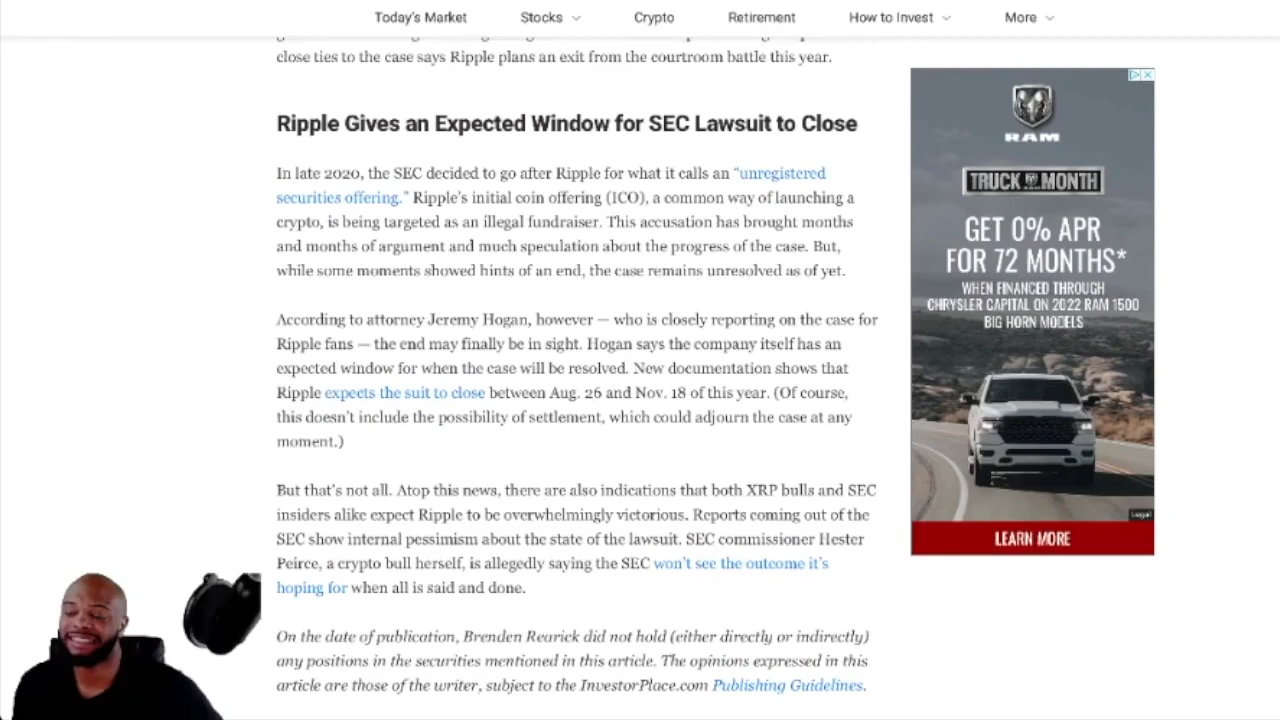 Today's Market Stocks Crypto Retirement How to Invest More
close ties to the case says Ripple plans an exit from the courtroom battle this year.
Ripple Gives an Expected Window for SEC Lawsuit to Close
In late 2020, the SEC decided to go after Ripple for what it calls an “unregistered
securities offering.” Ripple’s initial coin offering (ICO), a common way of launching a
crypto, is being targeted as an illegal fundraiser. This accusation has brought months
and months of argument and much speculation about the progress of the case. But,
while some moments showed hints of an end, the case remains unresolved as of yet.
According to attorney Jeremy Hogan, however — who is closely reporting on the case for
Ripple fans — the end may finally be in sight. Hogan says the company itself has an
expected window for when the case will be resolved. New documentation shows that
Ripple expects the suit to close between Aug. 26 and Nov. 18 of this year. (Of course,
this doesn’t include the possibility of settlement, which could adjourn the case at any
moment.)
But that’s not all. Atop this news, there are also indications that both XRP bulls and SEC
insiders alike expect Ripple to be overwhelmingly victorious. Reports coming out of the
SEC show internal pessimism about the state of the lawsuit. SEC commissioner Hester
Peirce, a crypto bull herself, is allegedly saying the SEC won’t see the outcome it’s
hoping for when all is said and done.
On the date of publication, Brenden Rearick did not hold (either directly or indirectly)
any positions in the securities mentioned in this article. The opinions expressed in this
article are those of the writer, subject to the InvestorPlace.com Publishing Guidelines.
RAM
TRUCK MONTH
GET 0% APR
FOR 72 MONTHS*
WHEN FINANCED THROUGH
CHRYSLER CAPITAL ON 2022 RAM 1500
BIG HORN MODELS
Legal
LEARN MORE